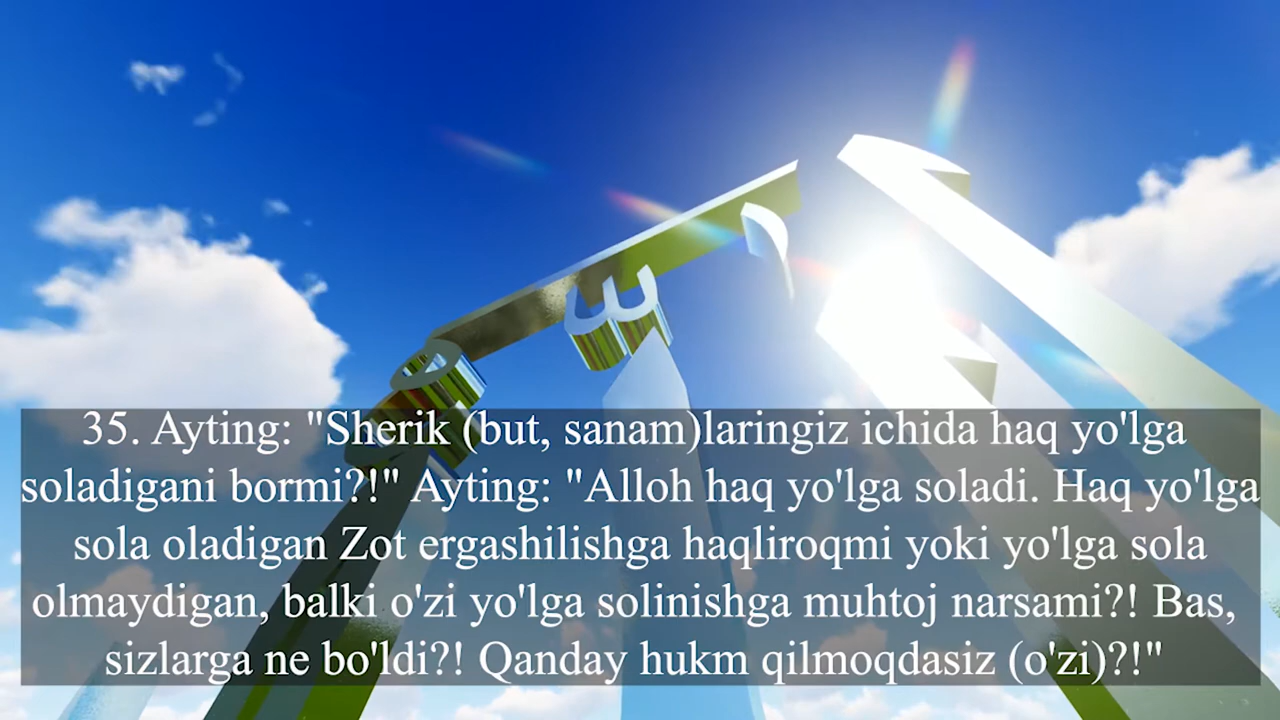 35. Ayting: "Sherik (but, sanam)laringiz ichida haq yo'lga
soladigani bormi?!" Ayting: "Alloh haq yo'lga soladi. Haq yo'lga
sola oladigan Zot ergashilishga haqliroqmi yoki yo'lga sola
olmaydigan, balki o'zi yo'lga solinishga muhtoj narsami?! Bas,
sizlarga ne bo'ldi?! Qanday hukm qilmoqdasiz (o'zi)?!"